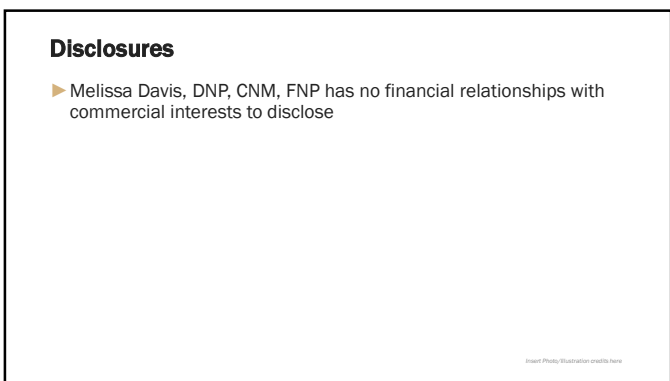 Disclosures
Melissa Davis, DNP, CNM, FNP has no financial relationships with
commercial interests to disclose
Insert Photo/Illustration credits here